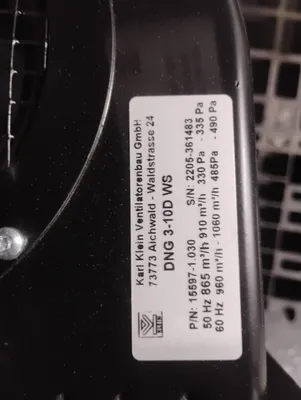 Karl Klein Ventilatorenbau GmbH
73773 Aichwald - Waldstrasse 24
DNG 3-10D WS
P/N: 15597-1.030 S/N: 2205-361483
50 Hz 865 m³/h 910 m³/h 330 Pa - 335 Pa
60 Hz 960 m³/h - 1060 m³/h 485Pa - 490 Pa